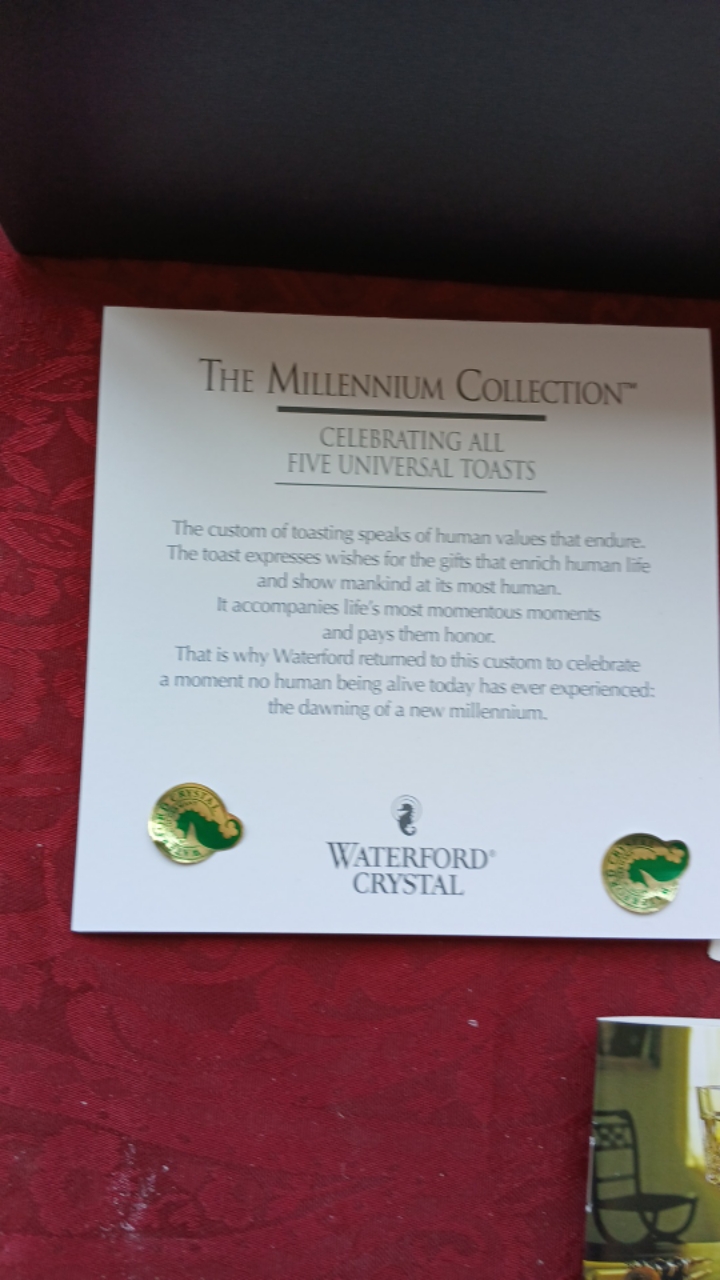 THE MILLENNIUM COLLECTION™
CELEBRATING ALL
FIVE UNIVERSAL TOASTS
The custom of toasting speaks of human values that endure.
The toast expresses wishes for the gifts that enrich human life
and show mankind at its most human.
It accompanies life's most momentous moments
and pays them honor.
That is why Waterford returned to this custom to celebrate
a moment no human being alive today has ever experienced:
the dawning of a new millennium.
WATERFORD®
CRYSTAL